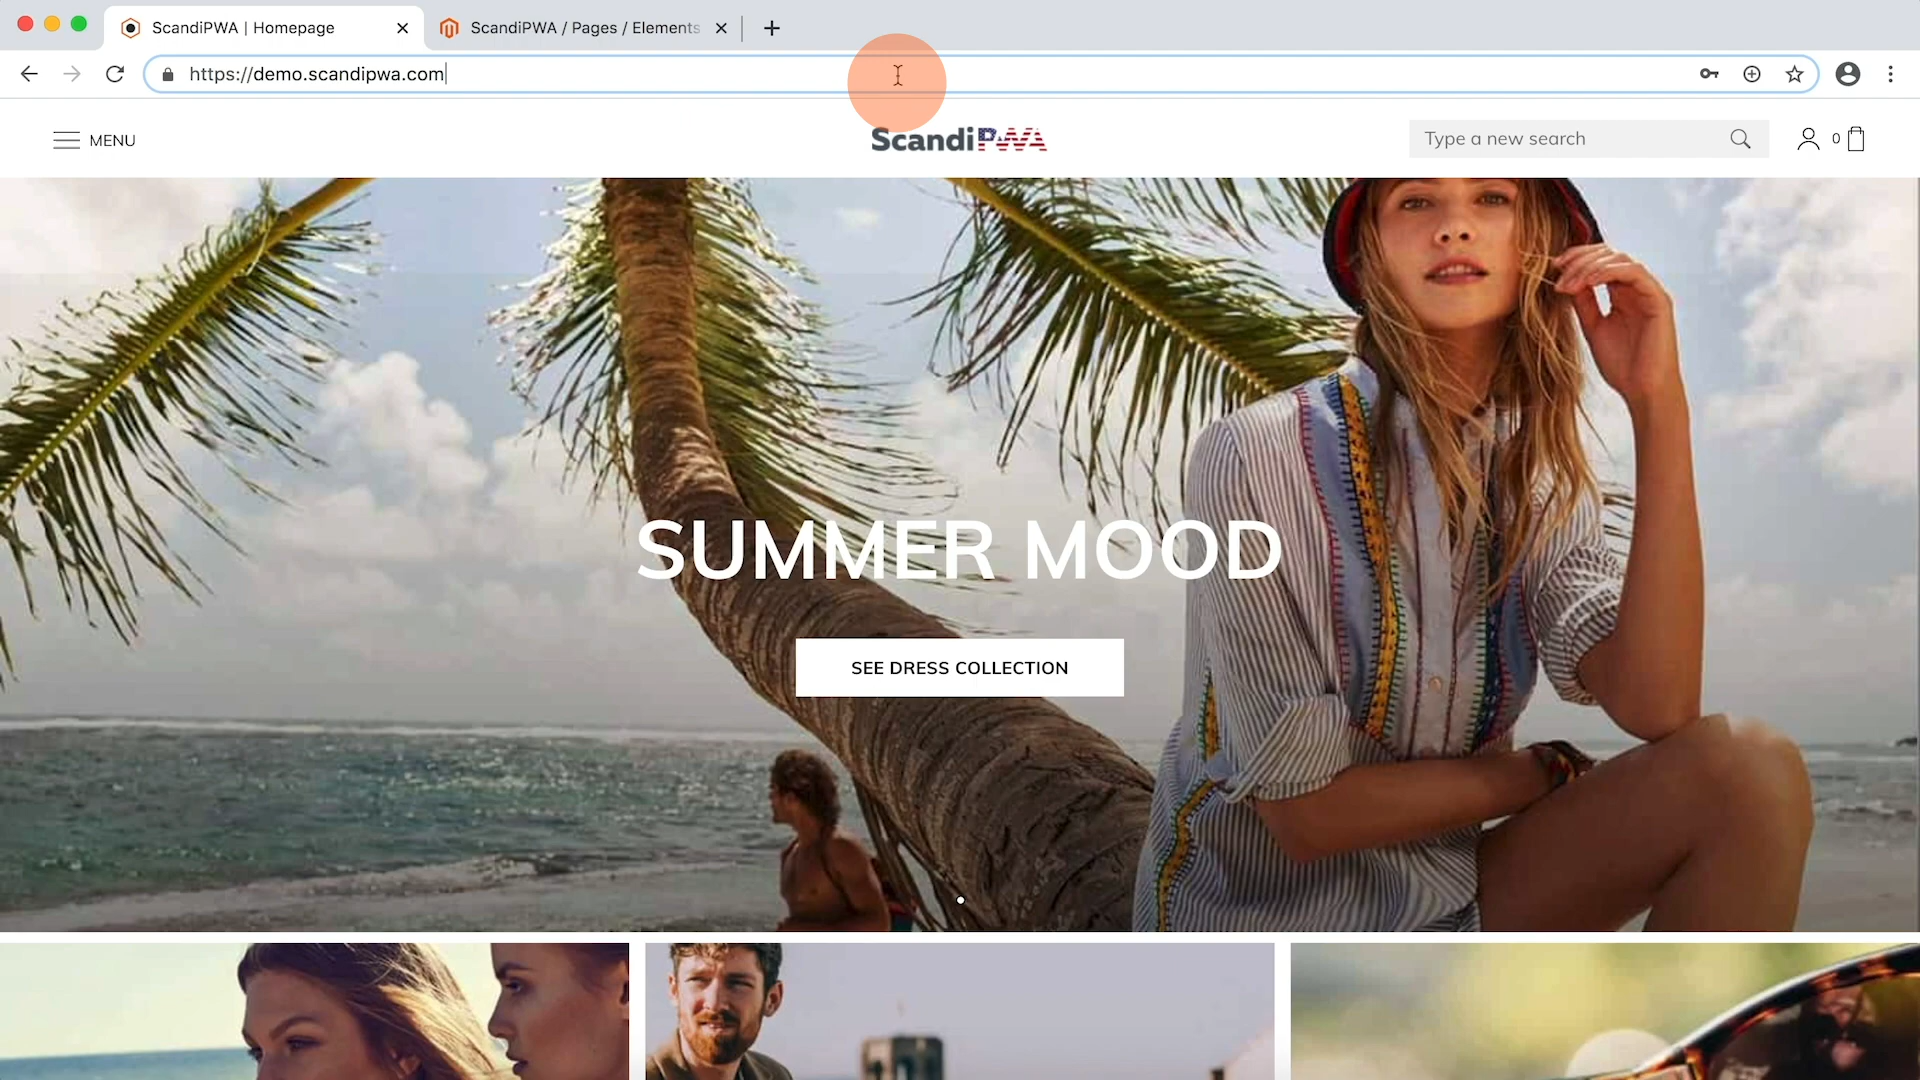 ScandiPWA | Homepage
ScandiPWA / Pages / Elements
https://demo.scandipwa.com
MENU
ScandiPWA
Type a new search
0
SUMMER MOOD
SEE DRESS COLLECTION